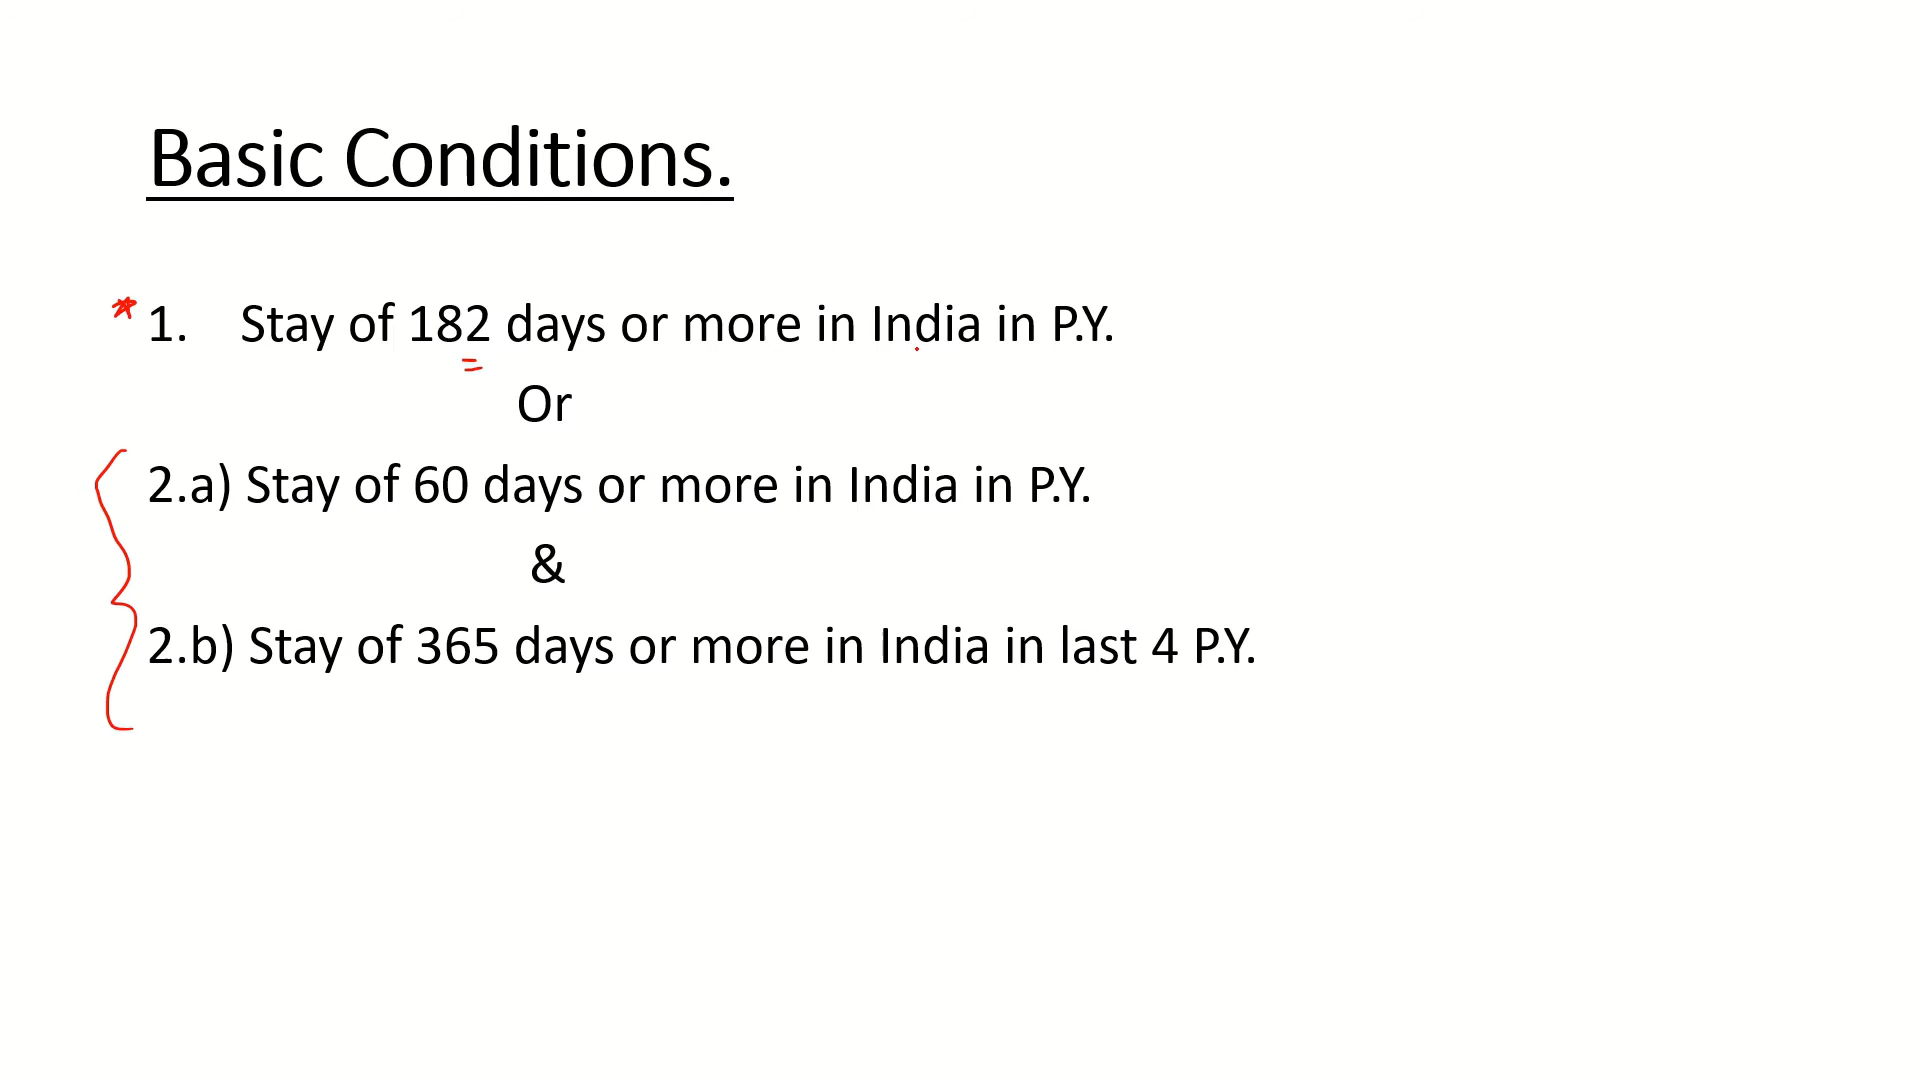 Basic Conditions.
* 1. Stay of 182 days or more in India in P.Y.
Or
2.a) Stay of 60 days or more in India in P.Y.
&
2.b) Stay of 365 days or more in India in last 4 P.Y.